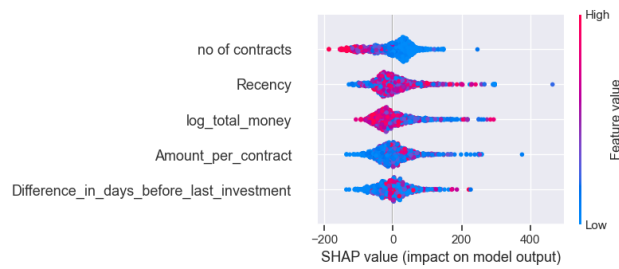 High
no of contracts
Recency
log_total_money
Amount_per_contract
Difference_in_days_before_last_investment
Feature value
Low
−200 0 200 400
SHAP value (impact on model output)